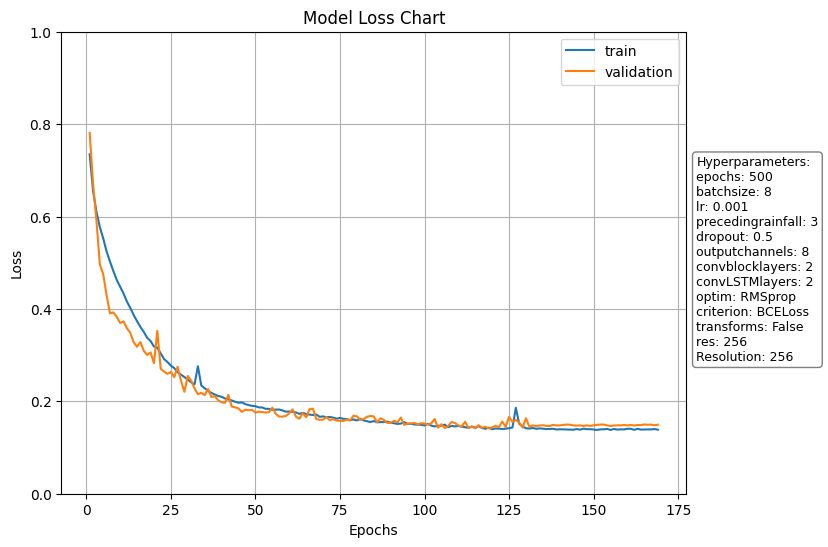 Model Loss Chart
1.0
0.8
0.6
0.4
0.2
0.0
Loss
0
25
50
75
100
125
150
175
Epochs
train
validation
Hyperparameters:
epochs: 500
batchsize: 8
lr: 0.001
precedingrainfall: 3
dropout: 0.5
outputchannels: 8
convblocklayers: 2
convLSTMlayers: 2
optim: RMSprop
criterion: BCELoss
transforms: False
res: 256
Resolution: 256